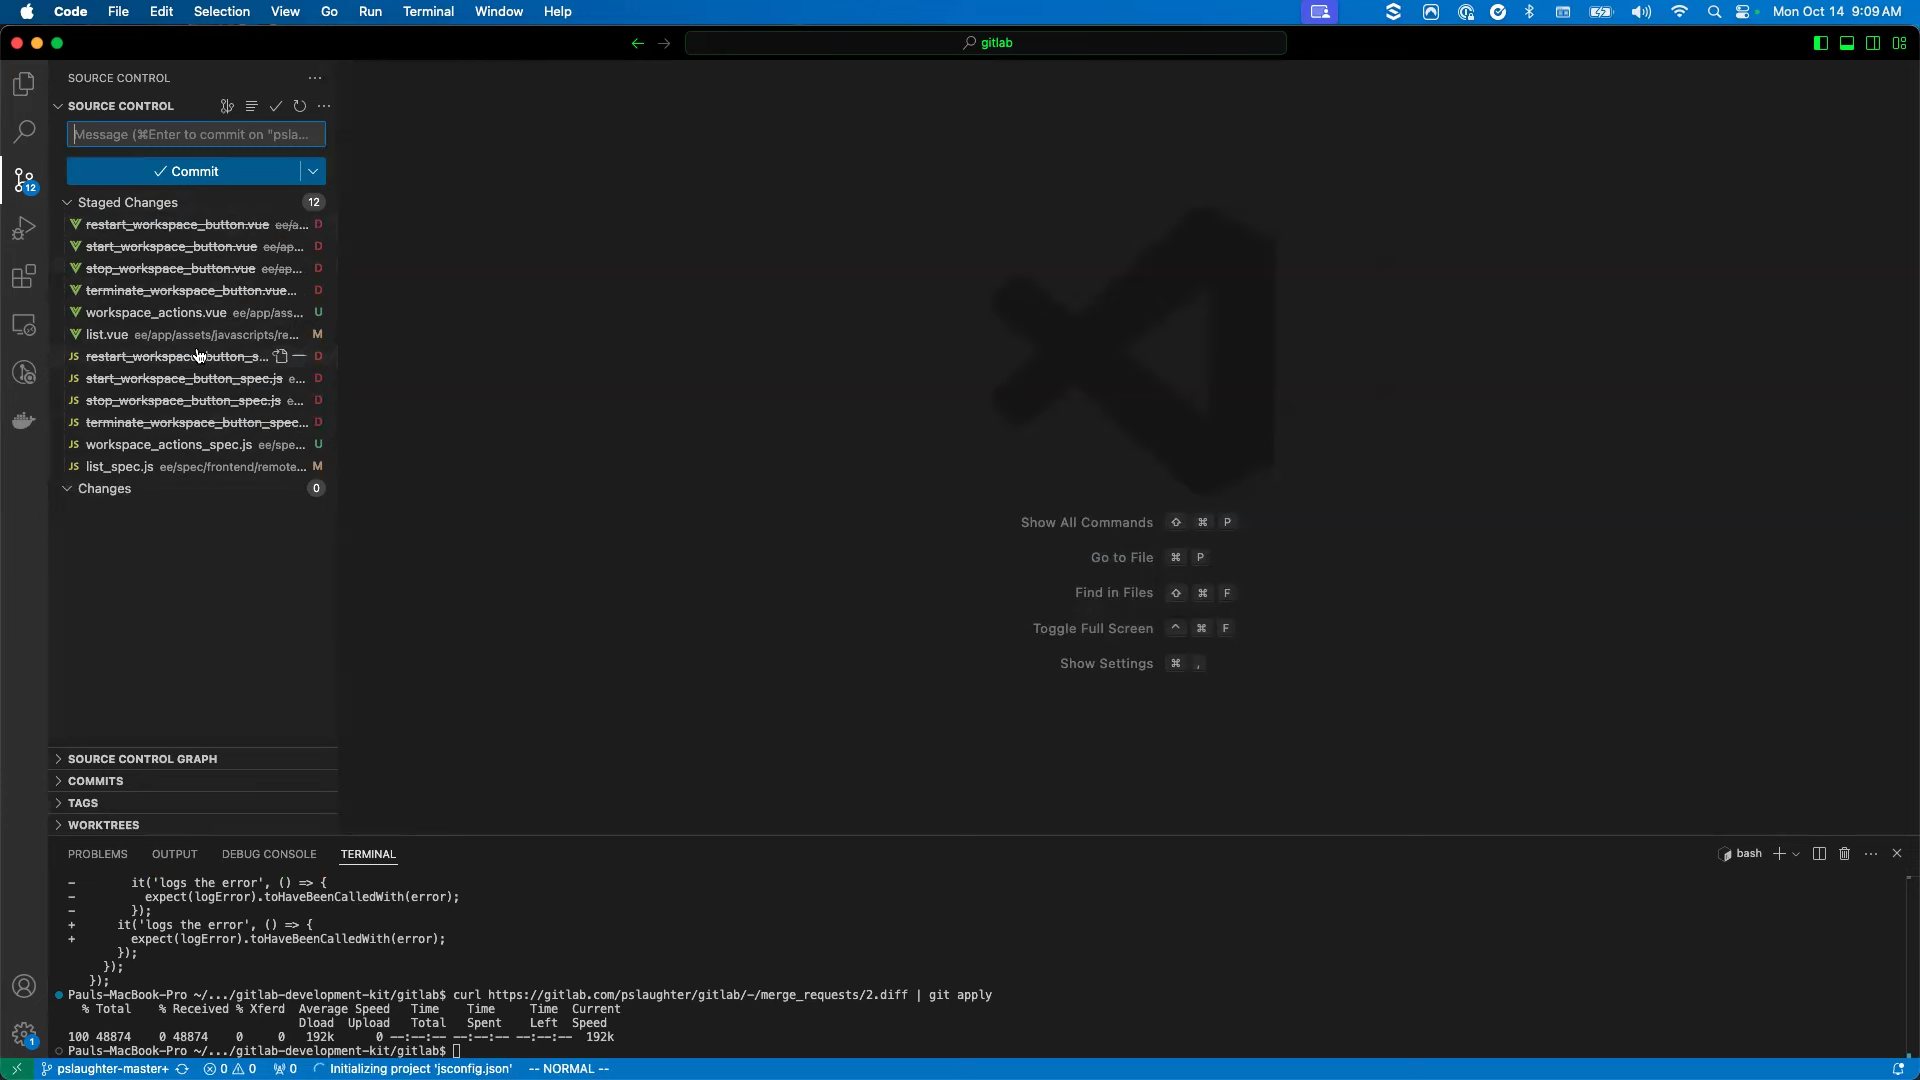 Code File Edit Selection View Go Run Terminal Window Help Mon Oct 14 9:09 AM
gitlab
SOURCE CONTROL
SOURCE CONTROL
Message (⌘Enter to commit on "psla...
Commit
Staged Changes 12
restart_workspace_button.vue ee/a... D
start_workspace_button.vue ee/ap... D
stop_workspace_button.vue ee/ap... D
terminate_workspace_button.vue... D
workspace_actions.vue ee/app/ass... U
list.vue ee/app/assets/javascripts/re... M
JS restart_workspace_button_s... D
JS start_workspace_button_spec.js e... D
JS stop_workspace_button_spec.js e... D
JS terminate_workspace_button_spec... D
JS workspace_actions_spec.js ee/spe... U
JS list_spec.js ee/spec/frontend/remote... M
Changes 0
12
Show All Commands ⇧ ⌘ P
Go to File ⌘ P
Find in Files ⇧ ⌘ F
Toggle Full Screen ^ ⌘ F
Show Settings ⌘ ,
SOURCE CONTROL GRAPH
COMMITS
TAGS
WORKTREES
PROBLEMS OUTPUT DEBUG CONSOLE TERMINAL bash
- it('logs the error', () => {
- expect(logError).toHaveBeenCalledWith(error);
- });
+ it('logs the error', () => {
+ expect(logError).toHaveBeenCalledWith(error);
});
});
});
Pauls-MacBook-Pro ~/.../gitlab-development-kit/gitlab$ curl https://gitlab.com/pslaughter/gitlab/-/merge_requests/2.diff | git apply
% Total % Received % Xferd Average Speed Time Time Time Current
Dload Upload Total Spent Left Speed
100 48874 0 48874 0 0 192k 0 --:--:-- --:--:-- --:--:-- 192k
Pauls-MacBook-Pro ~/.../gitlab-development-kit/gitlab$
1
pslaughter-master+ 0 0 0 Initializing project 'jsconfig.json' -- NORMAL --